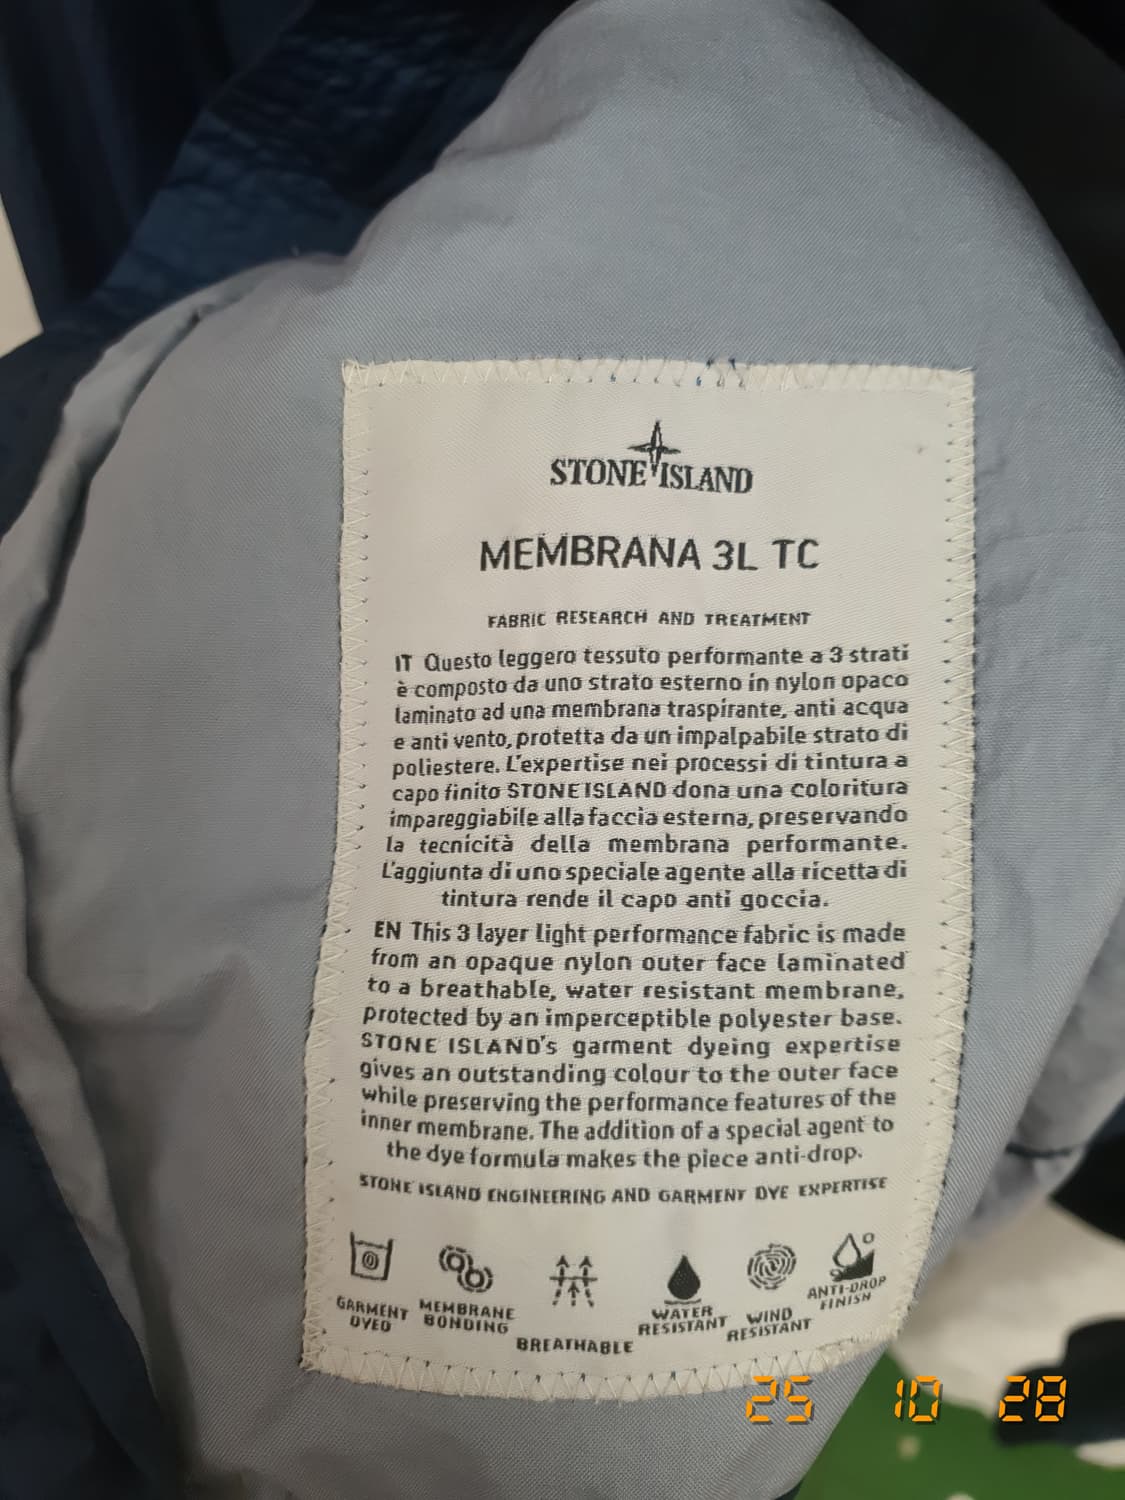 STONE ISLAND
MEMBRANA 3L TC
FABRIC RESEARCH AND TREATMENT
IT Questo leggero tessuto performante a 3 strati
è composto da uno strato esterno in nylon opaco
laminato ad una membrana traspirante, anti acqua
e anti vento, protetta da un impalpabile strato di
poliestere. L'expertise nei processi di tintura a
capo finito STONE ISLAND dona una coloritura
impareggiabile alla faccia esterna, preservando
la tecnicità della membrana performante.
L'aggiunta di uno speciale agente alla ricetta di
tintura rende il capo anti goccia.
EN This 3 layer light performance fabric is made
from an opaque nylon outer face laminated
to a breathable, water resistant membrane,
protected by an imperceptible polyester base.
STONE ISLAND's garment dyeing expertise
gives an outstanding colour to the outer face
while preserving the performance features of the
inner membrane. The addition of a special agent to
the dye formula makes the piece anti-drop.
STONE ISLAND ENGINEERING AND GARMENT DYE EXPERTISE
GARMENT
DYED
MEMBRANE
BONDING
BREATHABLE
WATER
RESISTANT
WIND
RESISTANT
ANTI-DROP
FINISH
25 10 28